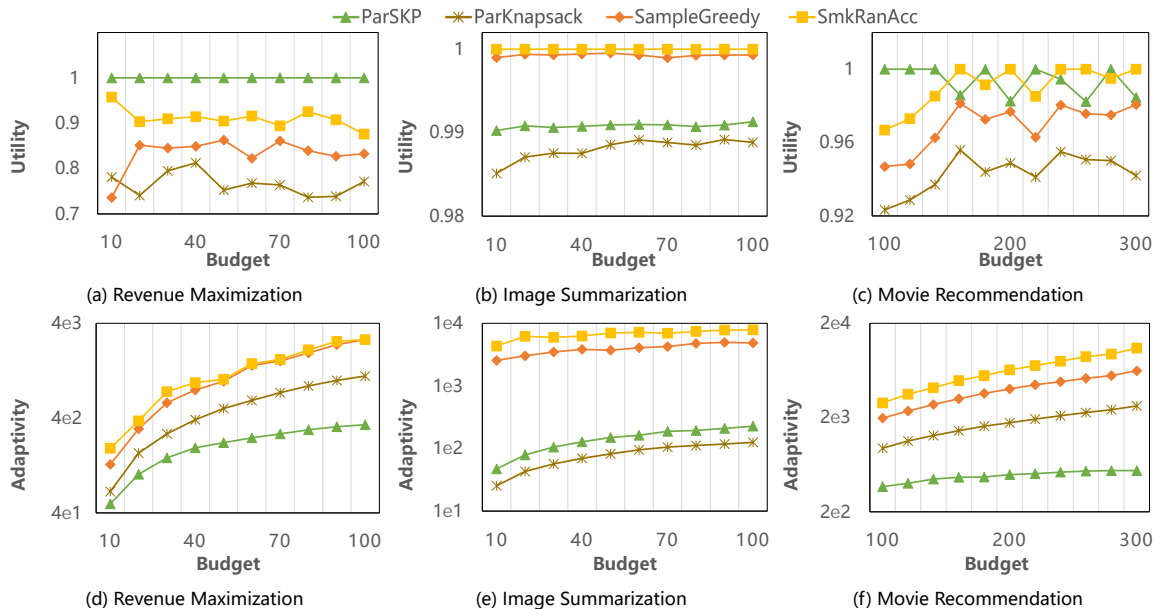 ParSKP ParKnapsack SampleGreedy SmkRanAcc
1
0.9
0.8
0.7
Utility
10 40 70 100
Budget
(a) Revenue Maximization
1
0.99
0.98
Utility
10 40 70 100
Budget
(b) Image Summarization
1
0.96
0.92
Utility
100 200 300
Budget
(c) Movie Recommendation
4e3
4e2
4e1
Adaptivity
10 40 70 100
Budget
(d) Revenue Maximization
1e4
1e3
1e2
1e1
Adaptivity
10 40 70 100
Budget
(e) Image Summarization
2e4
2e3
2e2
Adaptivity
100 200 300
Budget
(f) Movie Recommendation